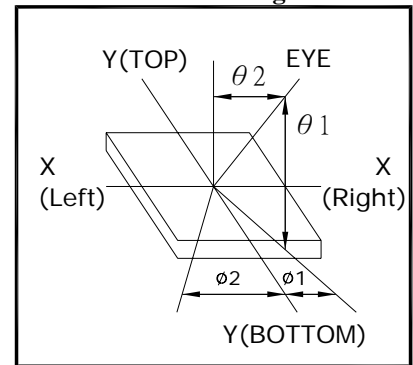 Y(TOP) EYE
θ2
θ1
X X
(Left) (Right)
ø2 ø1
Y(BOTTOM)